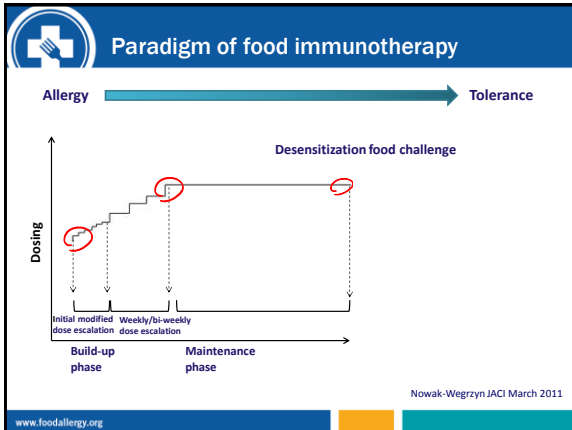 Paradigm of food immunotherapy
Allergy
Tolerance
Desensitization food challenge
Dosing
Initial modified
dose escalation
Weekly/bi-weekly
dose escalation
Build-up
phase
Maintenance
phase
Nowak-Wegrzyn JACI March 2011
www.foodallergy.org